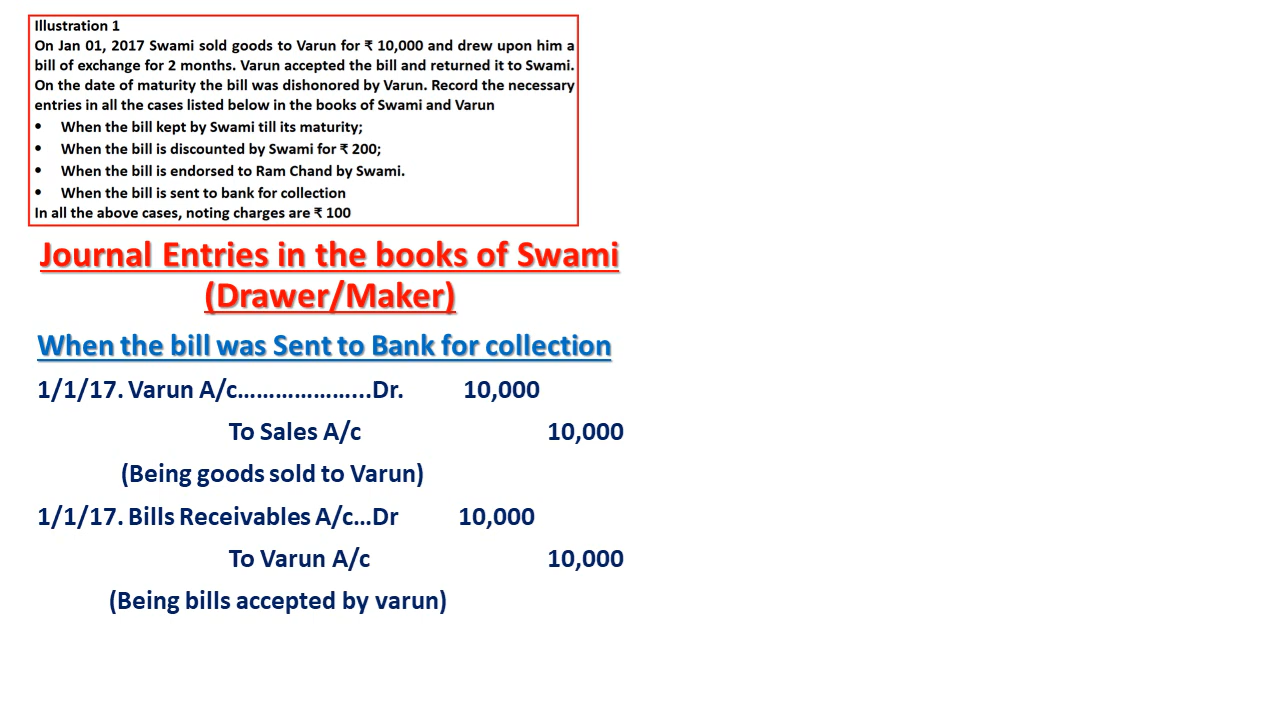 Illustration 1
On Jan 01, 2017 Swami sold goods to Varun for ₹ 10,000 and drew upon him a
bill of exchange for 2 months. Varun accepted the bill and returned it to Swami.
On the date of maturity the bill was dishonored by Varun. Record the necessary
entries in all the cases listed below in the books of Swami and Varun
• When the bill kept by Swami till its maturity;
• When the bill is discounted by Swami for ₹ 200;
• When the bill is endorsed to Ram Chand by Swami.
• When the bill is sent to bank for collection
In all the above cases, noting charges are ₹ 100
Journal Entries in the books of Swami
(Drawer/Maker)
When the bill was Sent to Bank for collection
1/1/17. Varun A/c…………………Dr. 10,000
To Sales A/c 10,000
(Being goods sold to Varun)
1/1/17. Bills Receivables A/c…Dr 10,000
To Varun A/c 10,000
(Being bills accepted by varun)